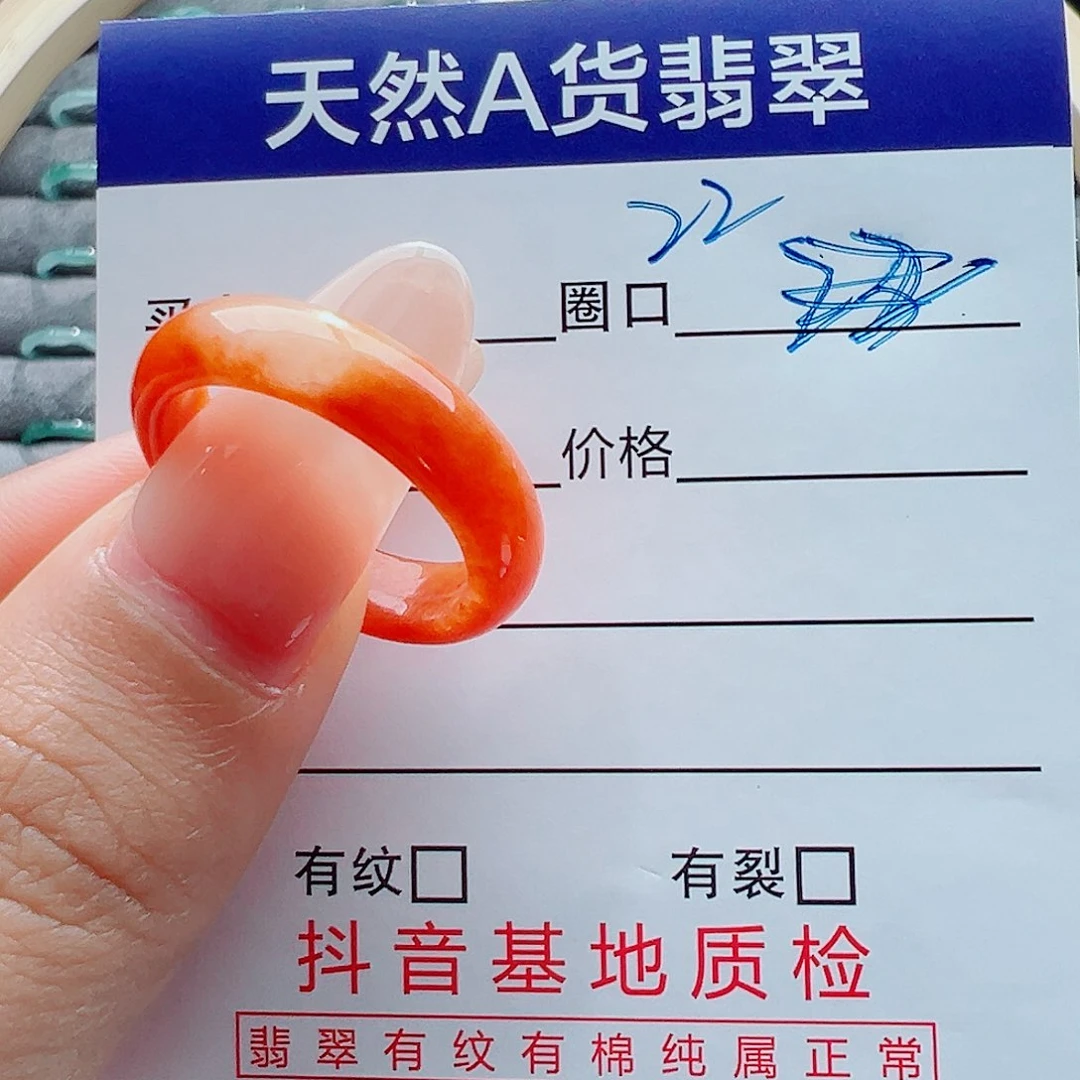 天然A货翡翠
22
圈口
价格
有纹□ 有裂□
抖音基地质检
翡翠有纹有棉纯属正常